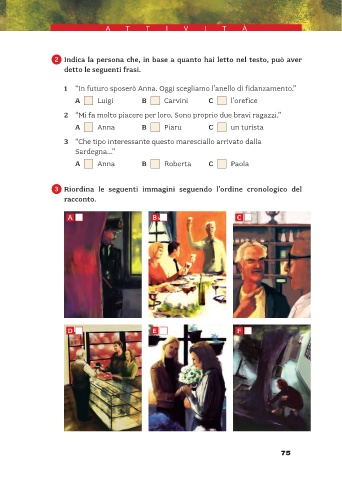 ATTIVITÀ
2 Indica la persona che, in base a quanto hai letto nel testo, può aver
detto le seguenti frasi.
1 “In futuro sposerò Anna. Oggi scegliamo l’anello di fidanzamento.”
A Luigi B Carvini C l’orefice
2 “Mi fa molto piacere per loro. Sono proprio due bravi ragazzi.”
A Anna B Piaru C un turista
3 “Che tipo interessante questo maresciallo arrivato dalla
Sardegna...”
A Anna B Roberta C Paola
3 Riordina le seguenti immagini seguendo l’ordine cronologico del
racconto.
A B C
D E F
75